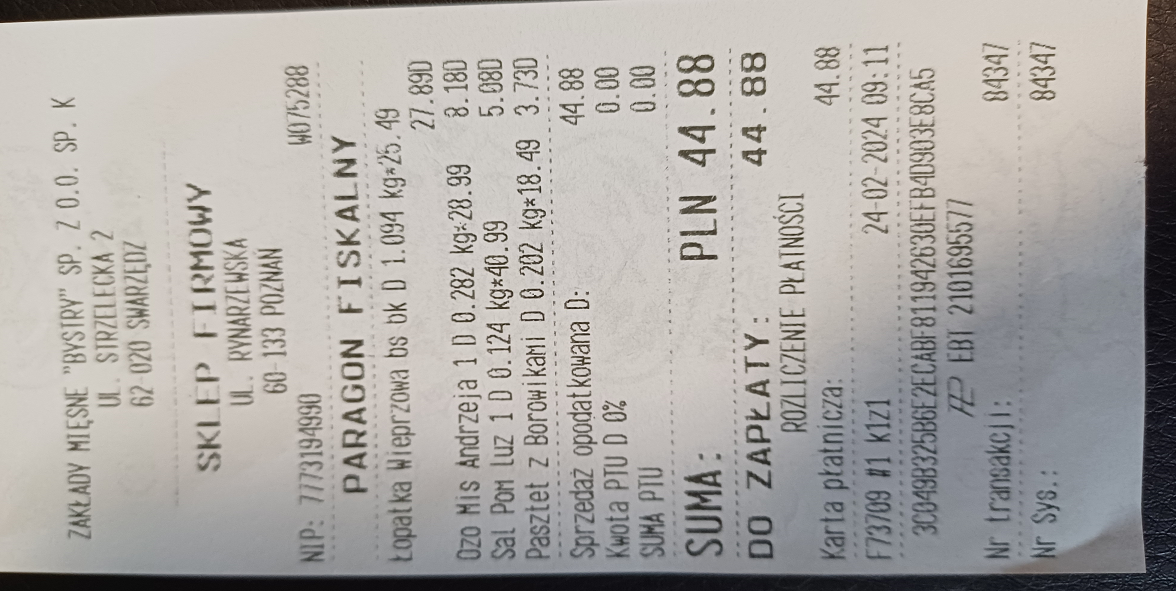 ZAKŁADY MIĘSNE "BYSTRY" SP. Z O.O. SP. K
UL. STRZELECKA 2
62-020 SWARZĘDZ
SKLEP FIRMOWY
UL. RYNARZEWSKA
60-133 POZNAŃ
NIP: 7773194990 W075288
PARAGON FISKALNY
Łopatka Wieprzowa bs bk D 1.094 kg*25.49
27.89D
Ozo Mis Andrzeja 1 D 0.282 kg*28.99 8.18D
Sal Pom luz 1 D 0.124 kg*40.99 5.08D
Pasztet z Borowikami D 0.202 kg*18.49 3.73D
Sprzedaż opodatkowana D: 44.88
Kwota PTU D 0% 0.00
SUMA PTU 0.00
SUMA: PLN 44.88
DO ZAPŁATY: 44.88
ROZLICZENIE PŁATNOŚCI
Karta płatnicza: 44.88
F73709 #1 K1Z1 24-02-2024 09:11
3C049B325B6F2ECABF811942630EFB4D903E8CA5
EBI 2101695577
Nr transakcji: 84347
Nr Sys.: 84347